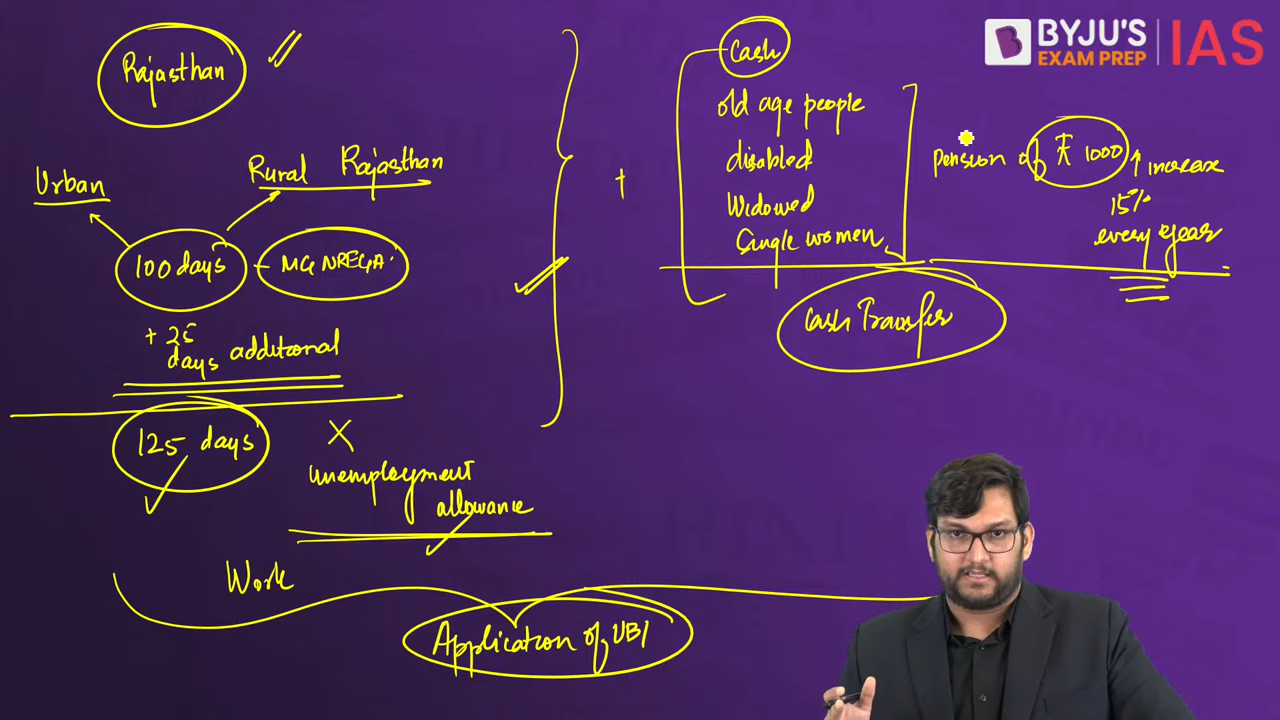 Rajasthan
Urban
Rural Rajasthan
100 days
MGNREGA
+ 25
days additional
125 days
X
unemployment
allowance
Work
Application of UBI
+
Cash
old age people
disabled
Widowed
Single women
pension of ₹ 1000 ↑ increase
15%
every year
Cash Transfer
BYJU'S
EXAM PREP
IAS